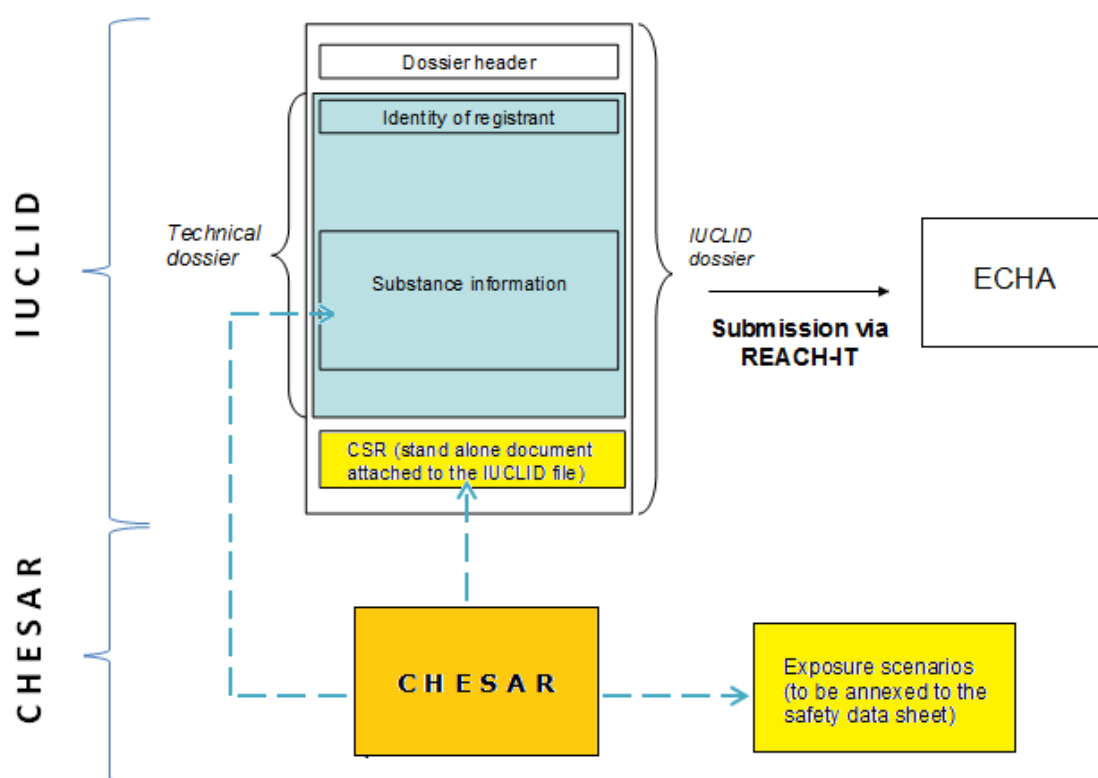 IUCLID
CHESAR
Dossier header
Identity of registrant
Technical
dossier
Substance information
CSR (stand alone document
attached to the IUCLID file)
IUCLID
dossier
Submission via
REACH-IT
ECHA
CHESAR
Exposure scenarios
(to be annexed to the
safety data sheet)